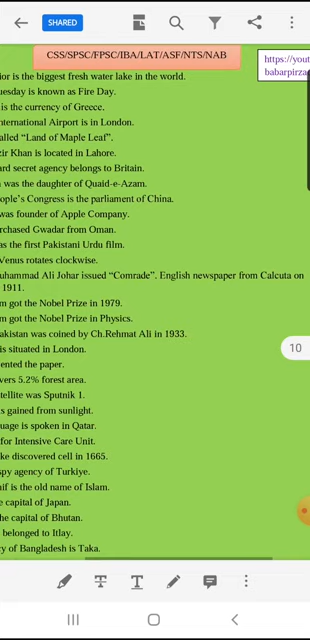 SHARED
CSS/SPSC/FPSC/IBA/LAT/ASF/NTS/NAB
https://yout
babarpirza
ior is the biggest fresh water lake in the world.
uesday is known as Fire Day.
is the currency of Greece.
nternational Airport is in London.
alled “Land of Maple Leaf”.
zir Khan is located in Lahore.
ard secret agency belongs to Britain.
was the daughter of Quaid-e-Azam.
ople’s Congress is the parliament of China.
was founder of Apple Company.
rchased Gwadar from Oman.
as the first Pakistani Urdu film.
Venus rotates clockwise.
uhammad Ali Johar issued “Comrade”. English newspaper from Calcuta on
1911.
m got the Nobel Prize in 1979.
m got the Nobel Prize in Physics.
akistan was coined by Ch.Rehmat Ali in 1933.
is situated in London.
ented the paper.
vers 5.2% forest area.
tellite was Sputnik 1.
is gained from sunlight.
uage is spoken in Qatar.
for Intensive Care Unit.
ke discovered cell in 1665.
spy agency of Turkiye.
aif is the old name of Islam.
e capital of Japan.
he capital of Bhutan.
belonged to Itlay.
cy of Bangladesh is Taka.
10